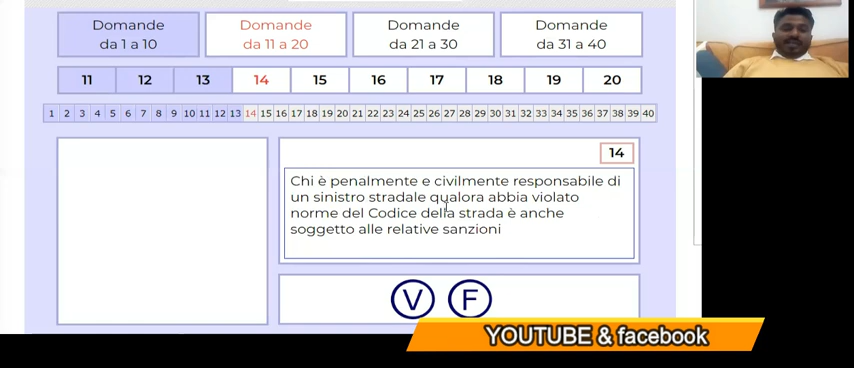 Domande
da 1 a 10
Domande
da 11 a 20
Domande
da 21 a 30
Domande
da 31 a 40
11 12 13 14 15 16 17 18 19 20
1 2 3 4 5 6 7 8 9 10 11 12 13 14 15 16 17 18 19 20 21 22 23 24 25 26 27 28 29 30 31 32 33 34 35 36 37 38 39 40
14
Chi è penalmente e civilmente responsabile di
un sinistro stradale qualora abbia violato
norme del Codice della strada è anche
soggetto alle relative sanzioni
V F
YOUTUBE & facebook